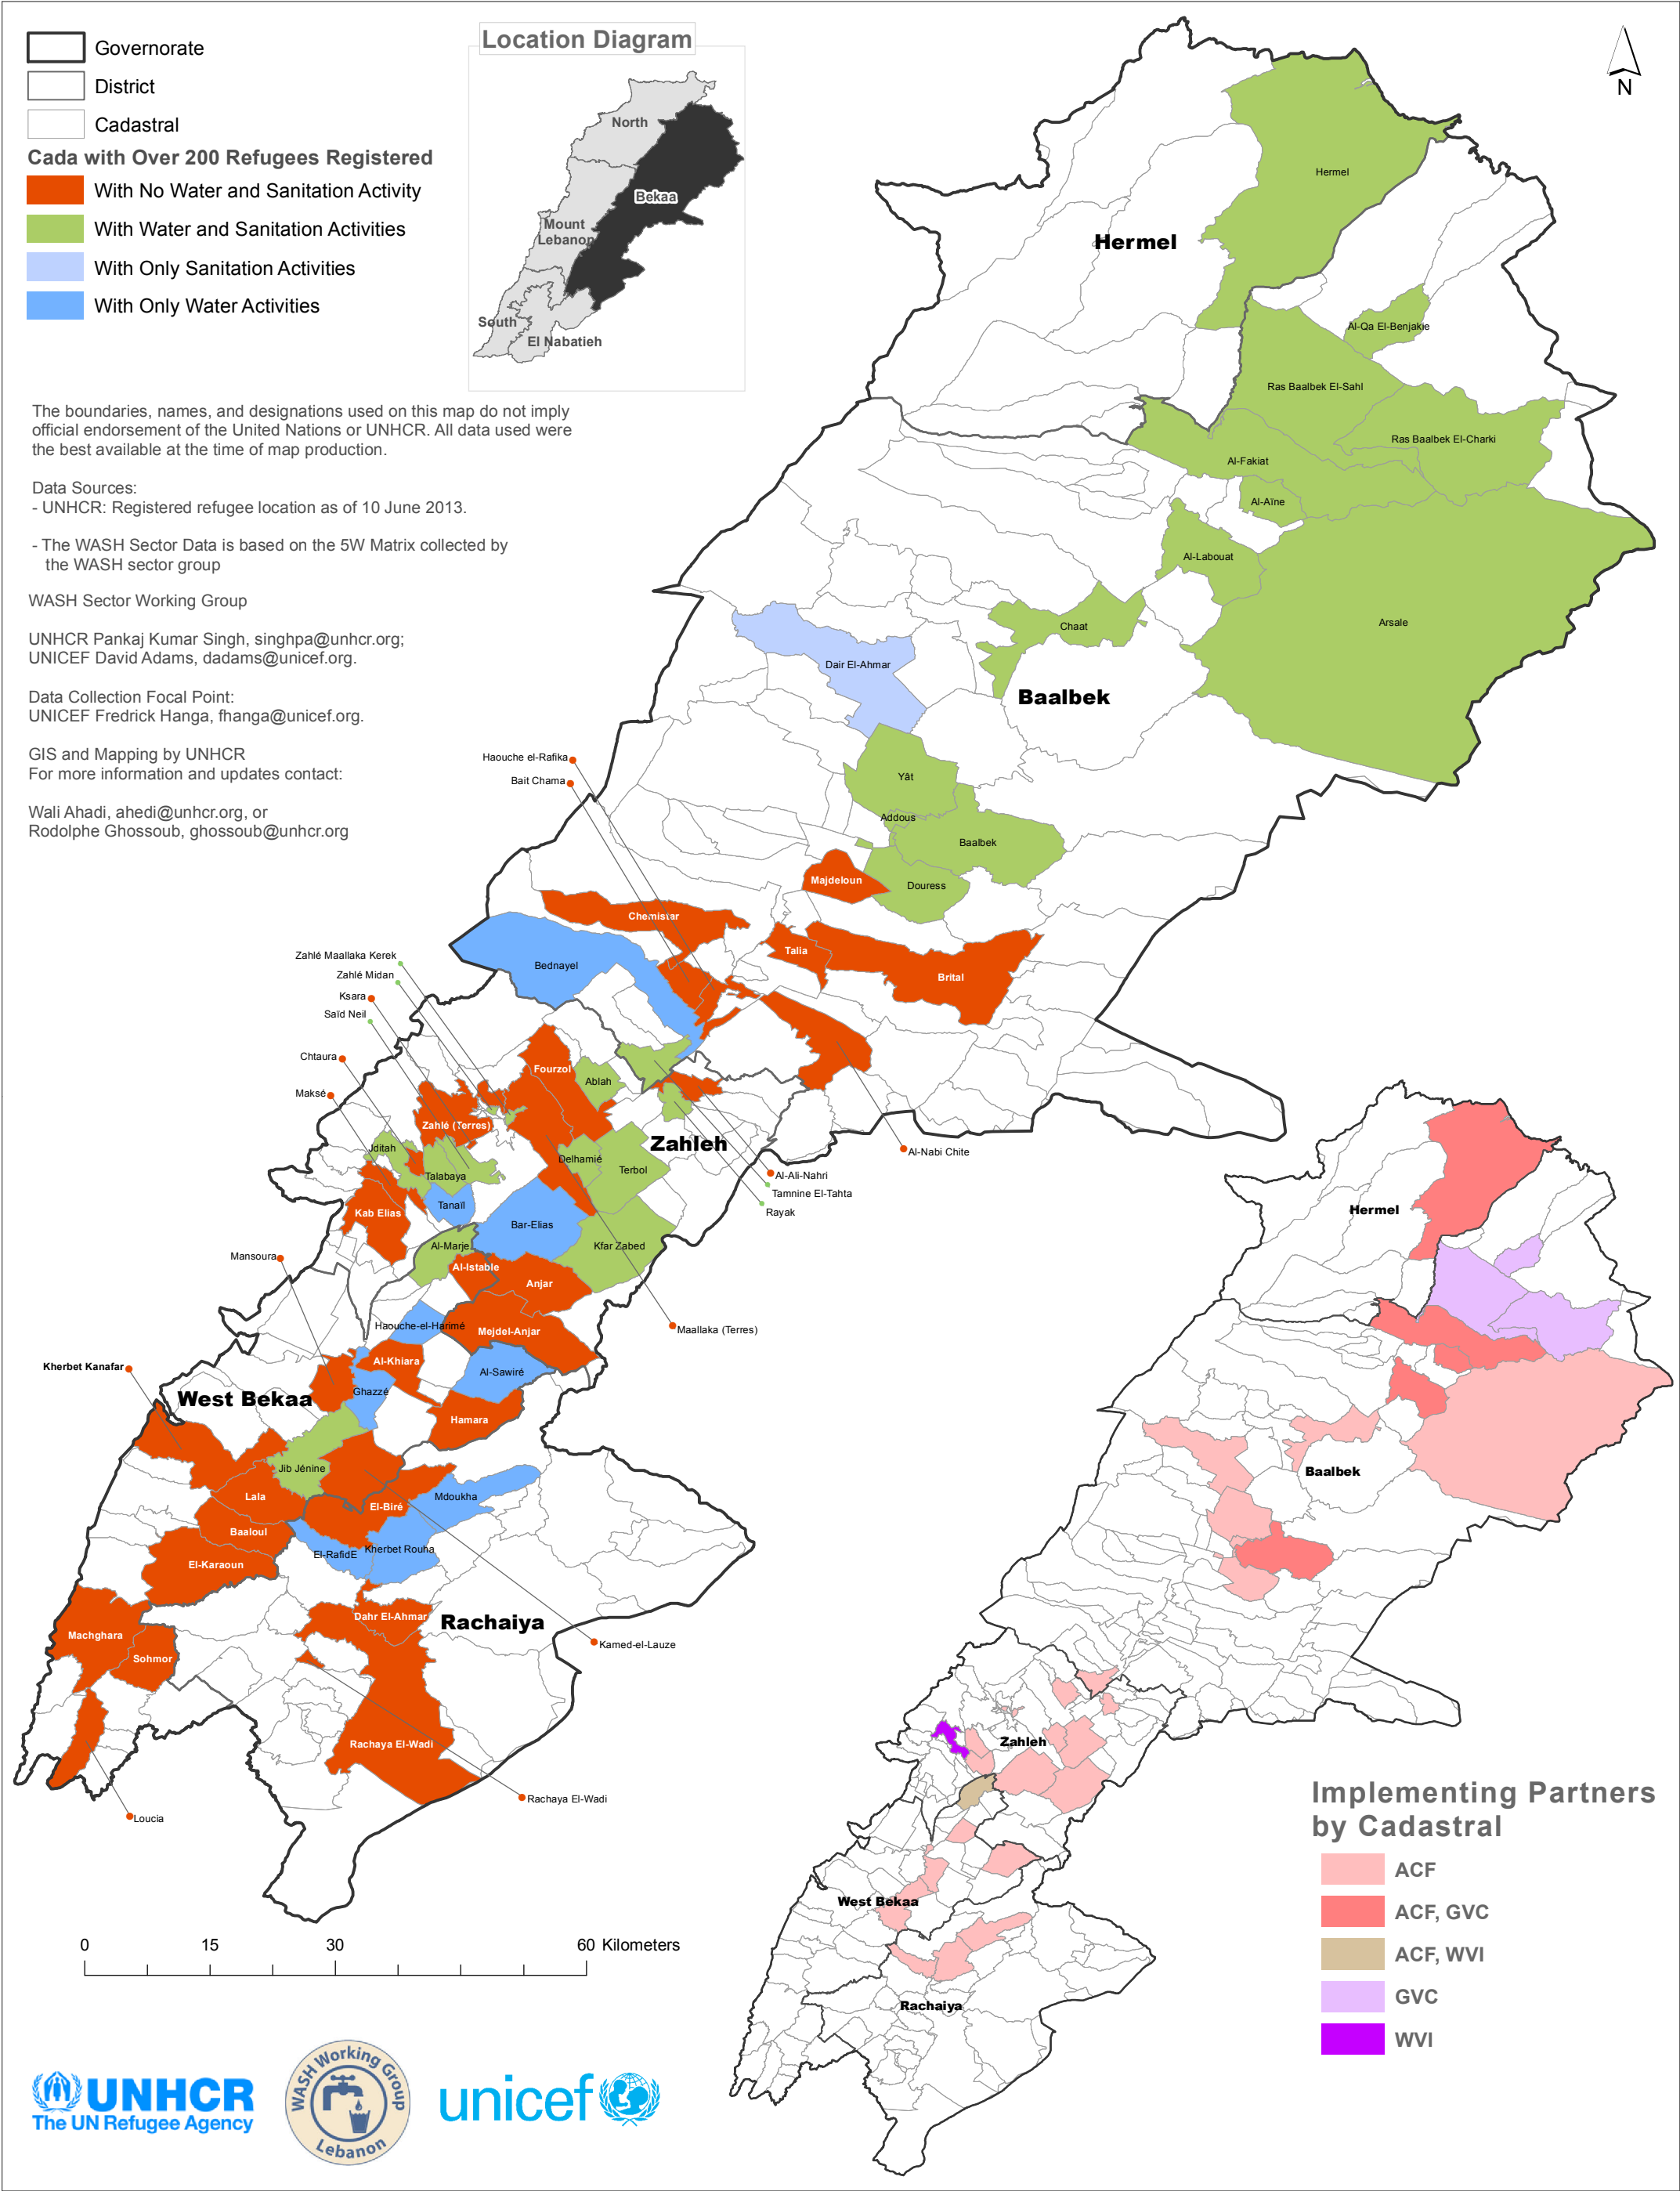 Governorate
District
Cadastral
Cada with Over 200 Refugees Registered
With No Water and Sanitation Activity
With Water and Sanitation Activities
With Only Sanitation Activities
With Only Water Activities
Location Diagram
North
Bekaa
Mount
Lebanon
South
El Nabatieh
N
The boundaries, names, and designations used on this map do not imply
official endorsement of the United Nations or UNHCR. All data used were
the best available at the time of map production.
Data Sources:
- UNHCR: Registered refugee location as of 10 June 2013.
- The WASH Sector Data is based on the 5W Matrix collected by
the WASH sector group
WASH Sector Working Group
UNHCR Pankaj Kumar Singh, singhpa@unhcr.org;
UNICEF David Adams, dadams@unicef.org.
Data Collection Focal Point:
UNICEF Fredrick Hanga, fhanga@unicef.org.
GIS and Mapping by UNHCR
For more information and updates contact:
Wali Ahadi, ahedi@unhcr.org, or
Rodolphe Ghossoub, ghossoub@unhcr.org
Hermel
Hermel
Al-Qa El-Benjakie
Ras Baalbek El-Sahl
Ras Baalbek El-Charki
Al-Fakiat
Al-Aïne
Al-Labouat
Arsale
Chaat
Dair El-Ahmar
Baalbek
Haouche el-Rafika
Bait Chama
Yât
Addous
Baalbek
Majdeloun
Douress
Chemistar
Talia
Brital
Bednayel
Zahlé Maallaka Kerek
Zahlé Midan
Ksara
Saïd Neil
Chtaura
Maksé
Fourzol
Ablah
Zahlé (Terres)
Zahleh
Jditah
Delhamié
Terbol
Talabaya
Al-Nabi Chite
Al-Ali-Nahri
Tamnine El-Tahta
Rayak
Tanaïl
Kab Elias
Bar-Elias
Al-Marje
Kfar Zabed
Mansoura
Al-Istable
Anjar
Haouche-el-Harimé
Mejdel-Anjar
Maallaka (Terres)
Kherbet Kanafar
Al-Khiara
Al-Sawiré
Ghazzé
West Bekaa
Hamara
Jib Jénine
Lala
El-Biré
Mdoukha
Baaloul
El-RafidE
Kherbet Rouha
El-Karaoun
Dahr El-Ahmar
Rachaiya
Machghara
Sohmor
Kamed-el-Lauze
Rachaya El-Wadi
Rachaya El-Wadi
Loucia
0 15 30 60 Kilometers
UNHCR
The UN Refugee Agency
WASH Working Group
Lebanon
unicef
Hermel
Baalbek
Zahleh
West Bekaa
Rachaiya
Implementing Partners
by Cadastral
ACF
ACF, GVC
ACF, WVI
GVC
WVI